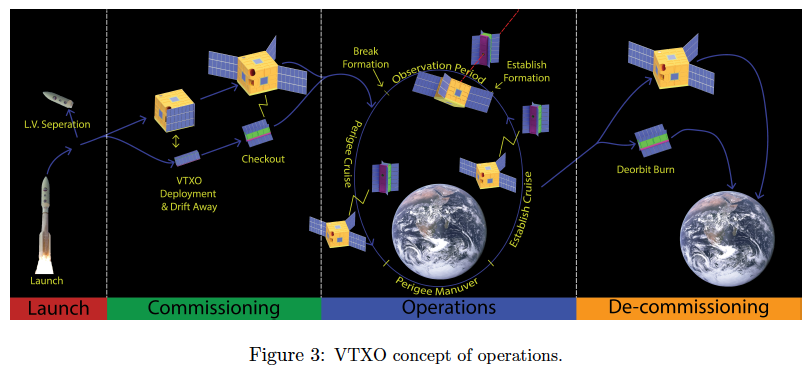 L.V. Seperation
Launch
VTXO
Deployment
& Drift Away
Checkout
Break
Formation
Observation Period
Establish
Formation
Perigee Cruise
Establish Cruise
Perigee Manuver
Deorbit Burn
Launch
Commissioning
Operations
De-commissioning
Figure 3: VTXO concept of operations.